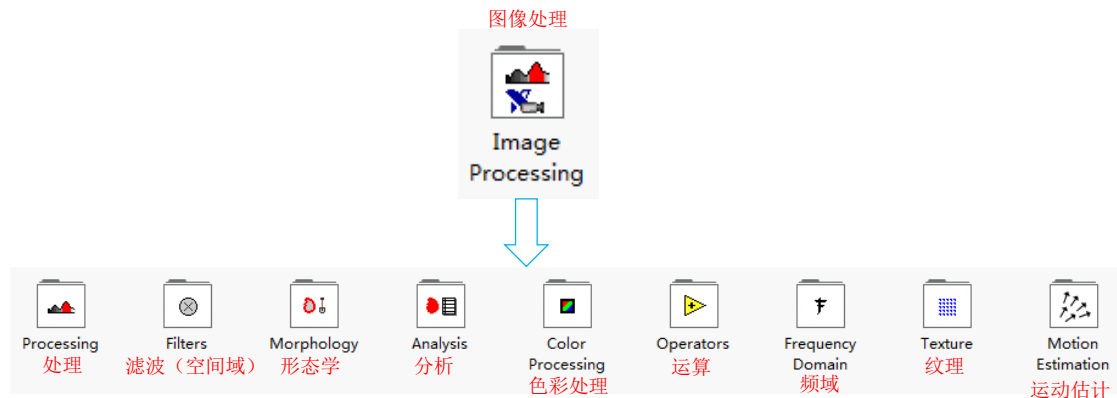 图像处理
Image
Processing
Processing
处理
Filters
滤波（空间域）
Morphology
形态学
Analysis
分析
Color
Processing
色彩处理
Operators
运算
Frequency
Domain
频域
Texture
纹理
Motion
Estimation
运动估计